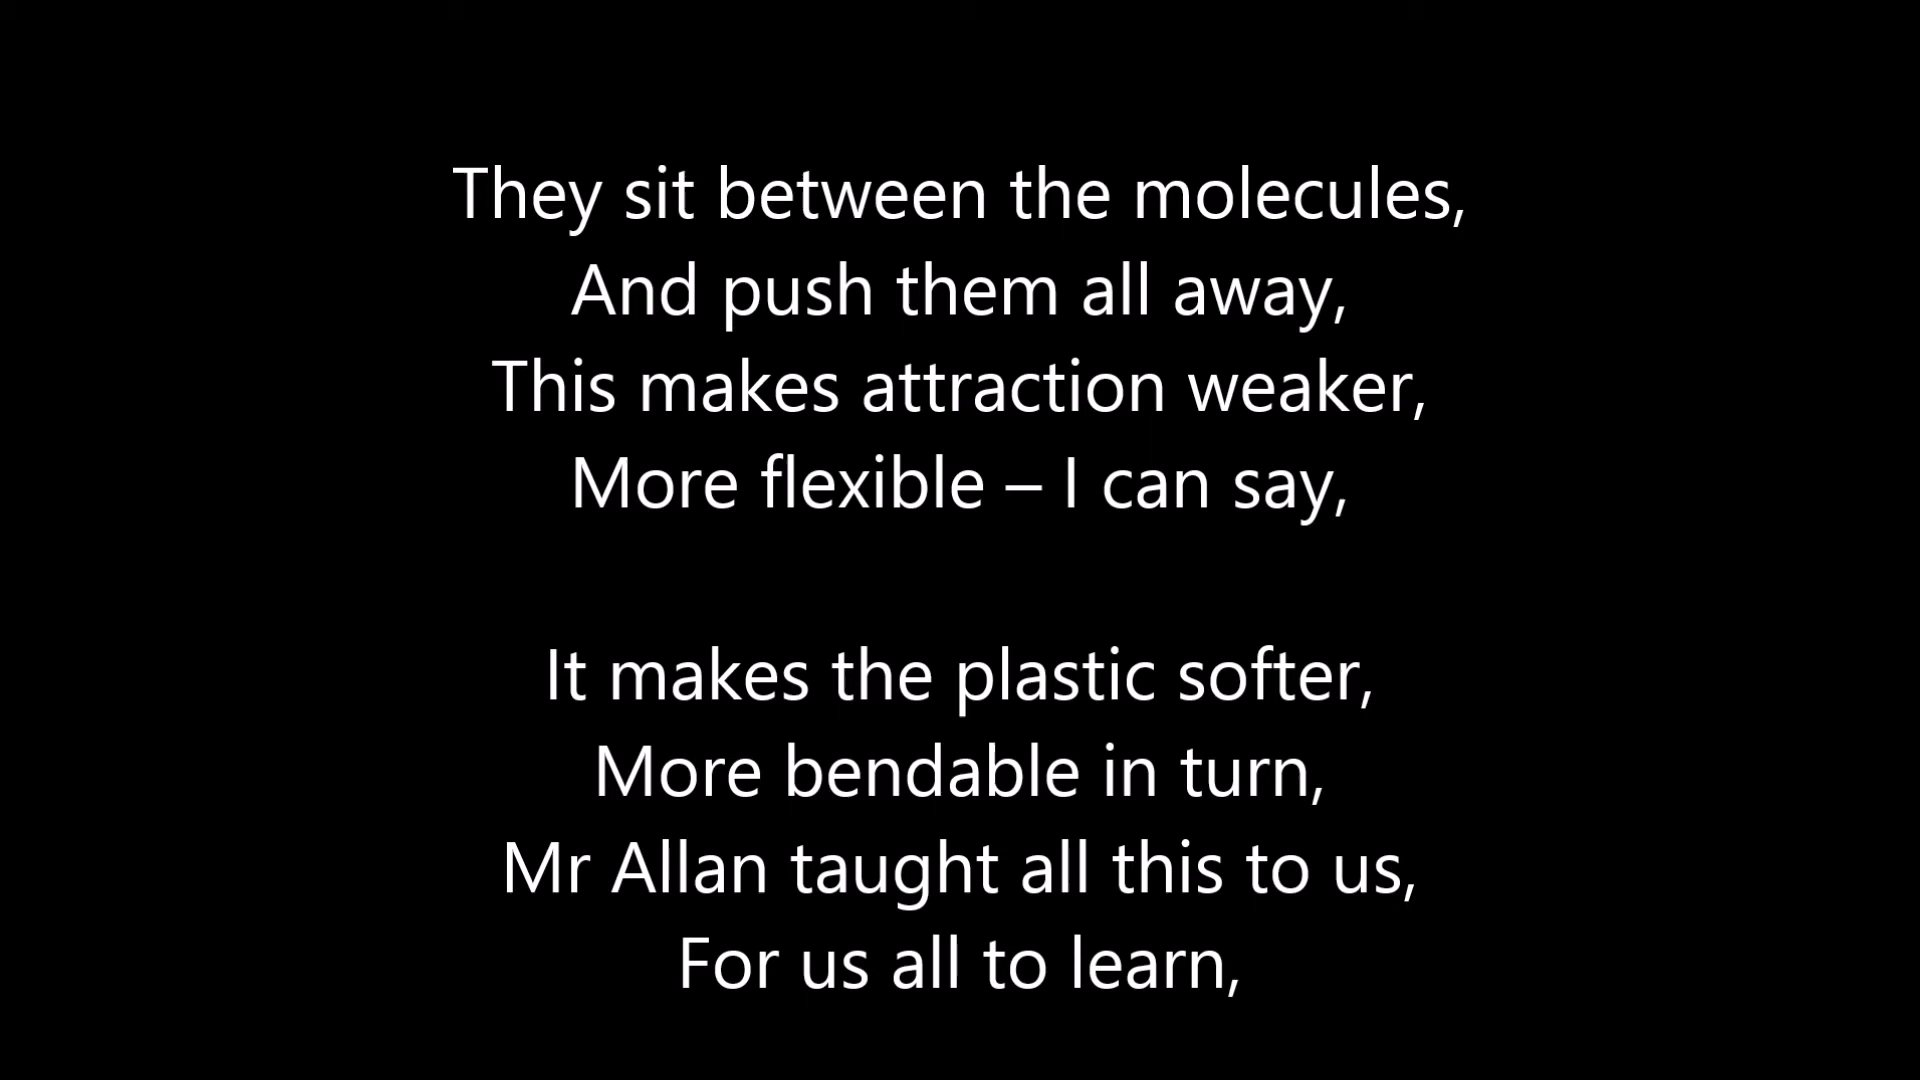 They sit between the molecules,
And push them all away,
This makes attraction weaker,
More flexible – I can say,
It makes the plastic softer,
More bendable in turn,
Mr Allan taught all this to us,
For us all to learn,